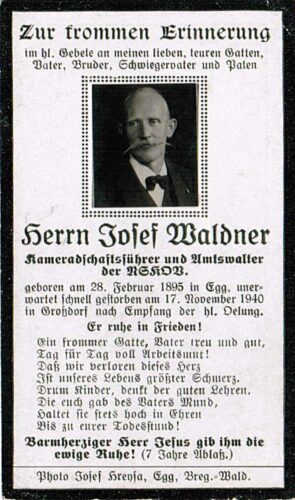 Zur frommen Erinnerung
im hl. Gebete an meinen lieben, teuren Gatten,
Vater, Bruder, Schwiegervater und Paten
Herrn Josef Waldner
Kameradschaftsführer und Amtswalter
der NSKOV.
geboren am 28. Februar 1895 in Egg, uner-
wartet schnell gestorben am 17. November 1940
in Großdorf nach Empfang der hl. Oelung.
Er ruhe in Frieden!
Ein frommer Gatte, Vater treu und gut,
Tag für Tag voll Arbeitsmut!
Daß wir verloren dieses Herz
Ist unseres Lebens größter Schmerz.
Drum Kinder, denkt der guten Lehren,
Die euch gab des Vaters Mund,
Haltet sie stets hoch in Ehren
Bis zu eurer Todesstund!
Barmherziger Herr Jesus gib ihm die
ewige Ruhe! (7 Jahre Ablaß.)
Photo Josef Greysa, Egg, Breg.-Wald.